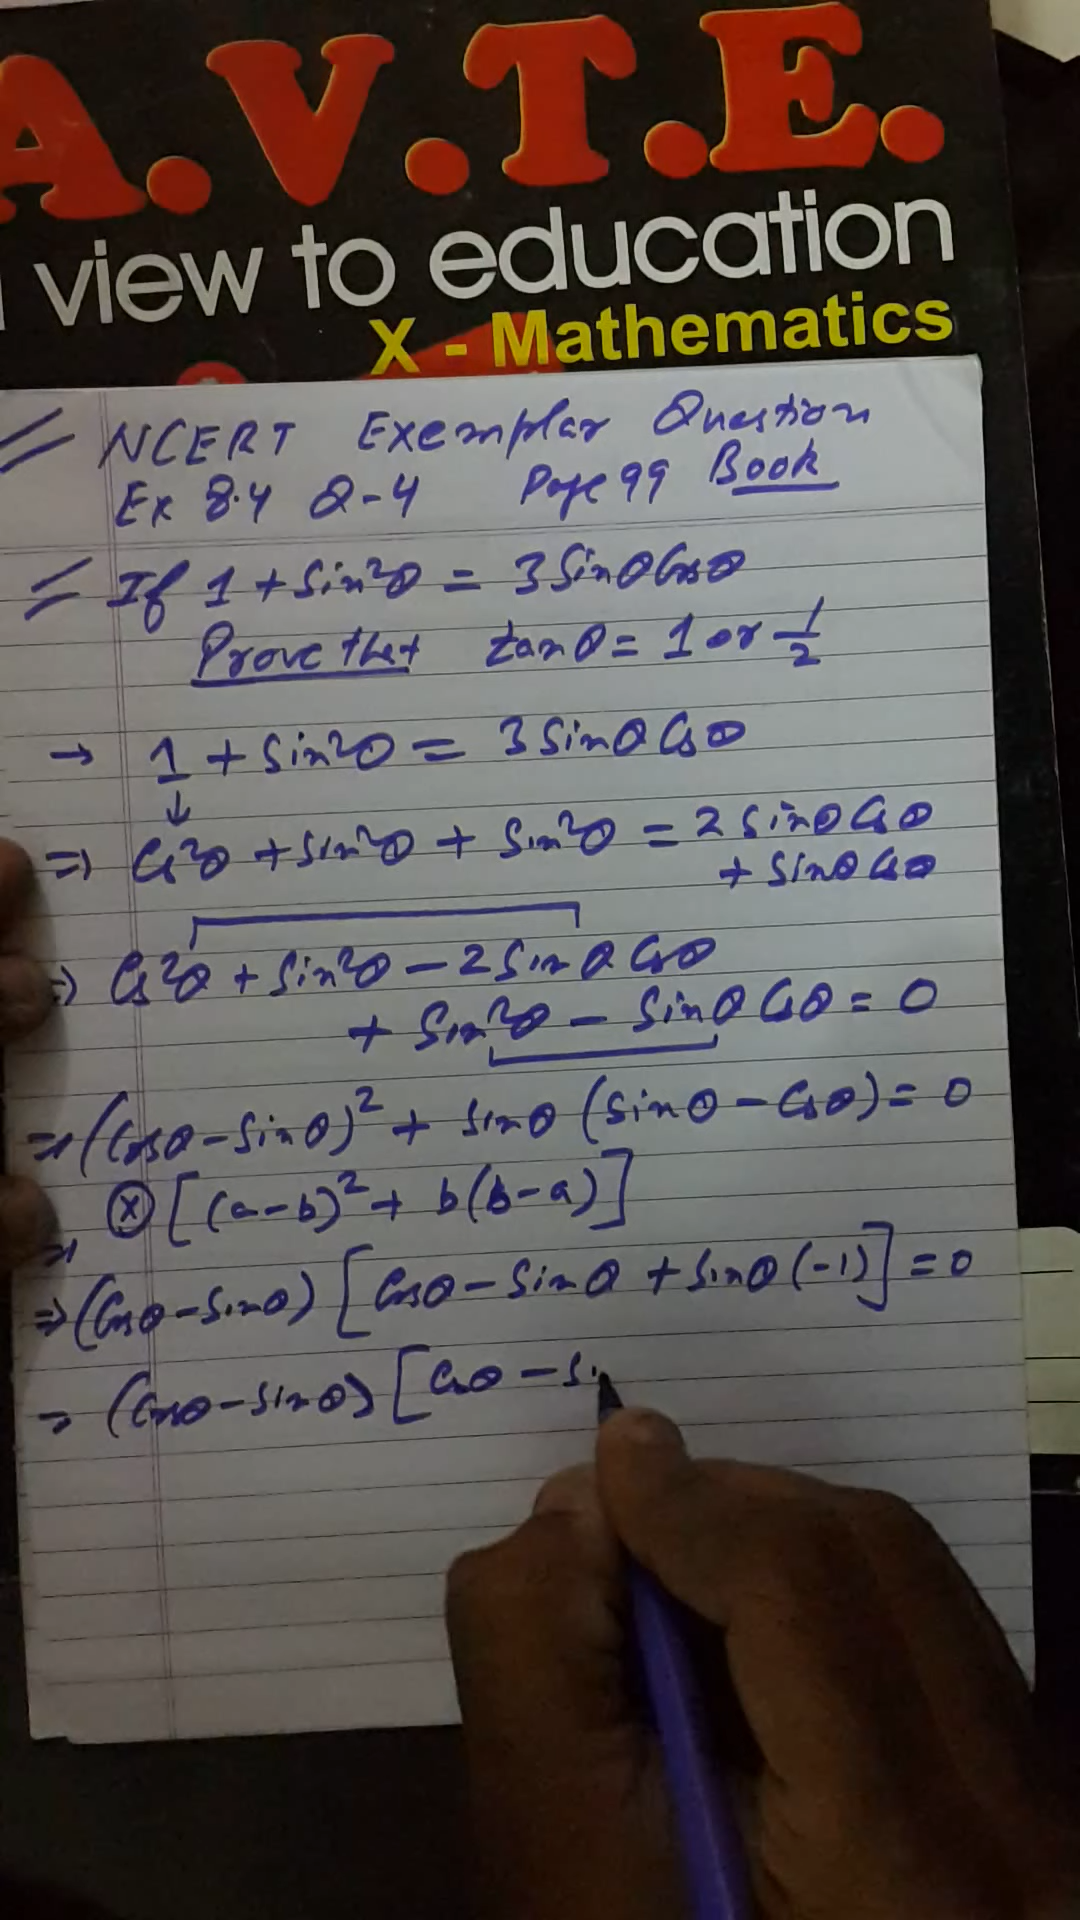 A.V.T.E.
view to education
X - Mathematics
NCERT Exemplar Question
Ex 8.4 Q-4 Page 99 Book
If 1 + Sin²θ = 3 Sinθ Cosθ
Prove that tanθ = 1 or 1/2
→ 1 + Sin²θ = 3 Sinθ Cosθ
↓
⇒ Cos²θ + Sin²θ + Sin²θ = 2 Sinθ Cosθ
+ Sinθ Cosθ
⇒ Cos²θ + Sin²θ - 2 Sinθ Cosθ
+ Sin²θ - Sinθ Cosθ = 0
⇒ (Cosθ - Sinθ)² + Sinθ (Sinθ - Cosθ) = 0
⊗ [(a-b)² + b(b-a)]
⇒
⇒ (Cosθ - Sinθ) [Cosθ - Sinθ + Sinθ (-1)] = 0
⇒ (Cosθ - Sinθ) [Cosθ - Si